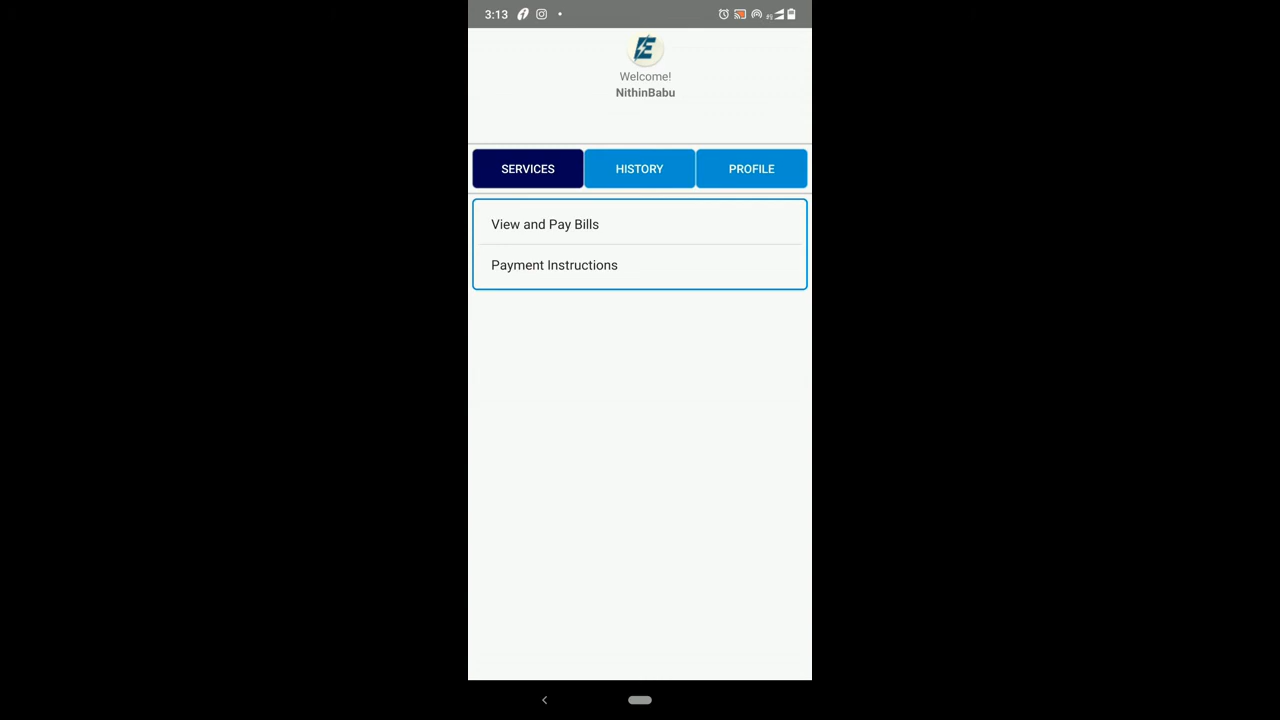 3:13
Welcome!
NithinBabu
SERVICES HISTORY PROFILE
View and Pay Bills
Payment Instructions